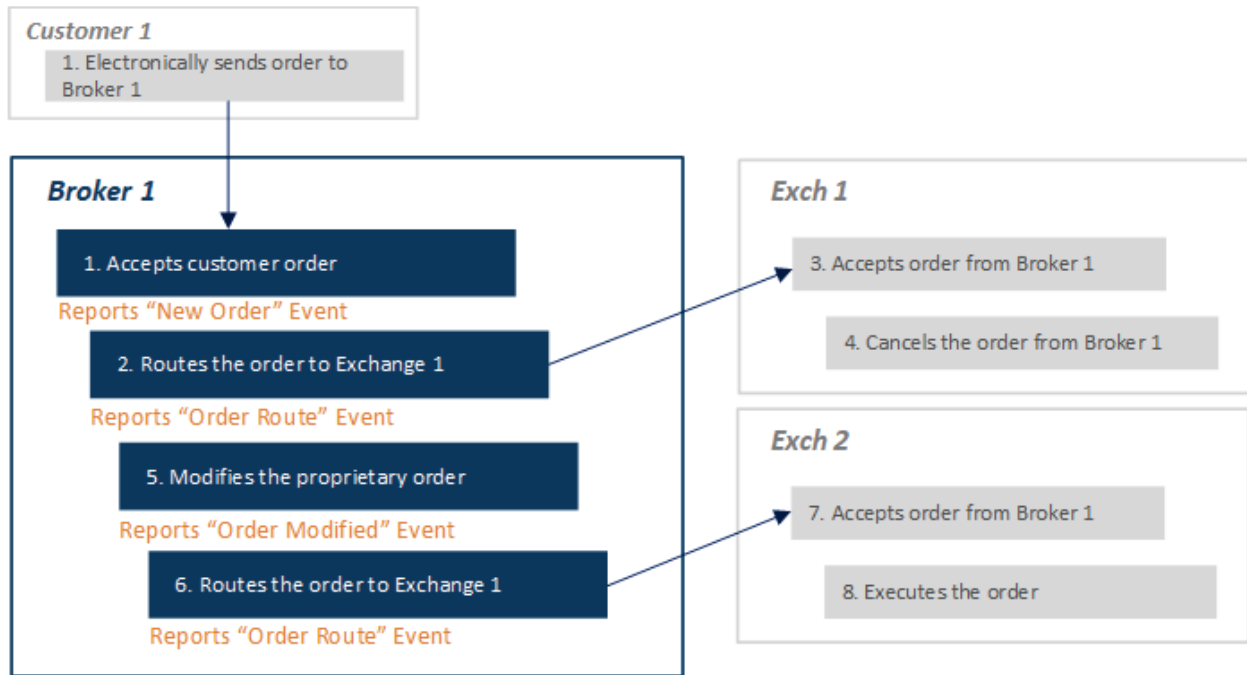 Customer 1
1. Electronically sends order to
Broker 1
Broker 1
1. Accepts customer order
Reports “New Order” Event
2. Routes the order to Exchange 1
Reports “Order Route” Event
5. Modifies the proprietary order
Reports “Order Modified” Event
6. Routes the order to Exchange 1
Reports “Order Route” Event
Exch 1
3. Accepts order from Broker 1
4. Cancels the order from Broker 1
Exch 2
7. Accepts order from Broker 1
8. Executes the order